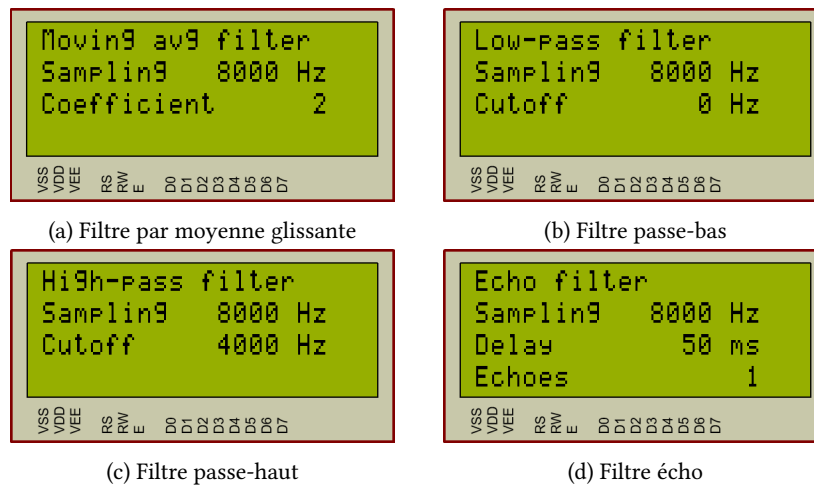 Moving avg filter
Sampling 8000 Hz
Coefficient 2
VSS VDD VEE RS RW E D0 D1 D2 D3 D4 D5 D6 D7
(a) Filtre par moyenne glissante
Low-pass filter
Sampling 8000 Hz
Cutoff 0 Hz
VSS VDD VEE RS RW E D0 D1 D2 D3 D4 D5 D6 D7
(b) Filtre passe-bas
High-pass filter
Sampling 8000 Hz
Cutoff 4000 Hz
VSS VDD VEE RS RW E D0 D1 D2 D3 D4 D5 D6 D7
(c) Filtre passe-haut
Echo filter
Sampling 8000 Hz
Delay 50 ms
Echoes 1
VSS VDD VEE RS RW E D0 D1 D2 D3 D4 D5 D6 D7
(d) Filtre écho